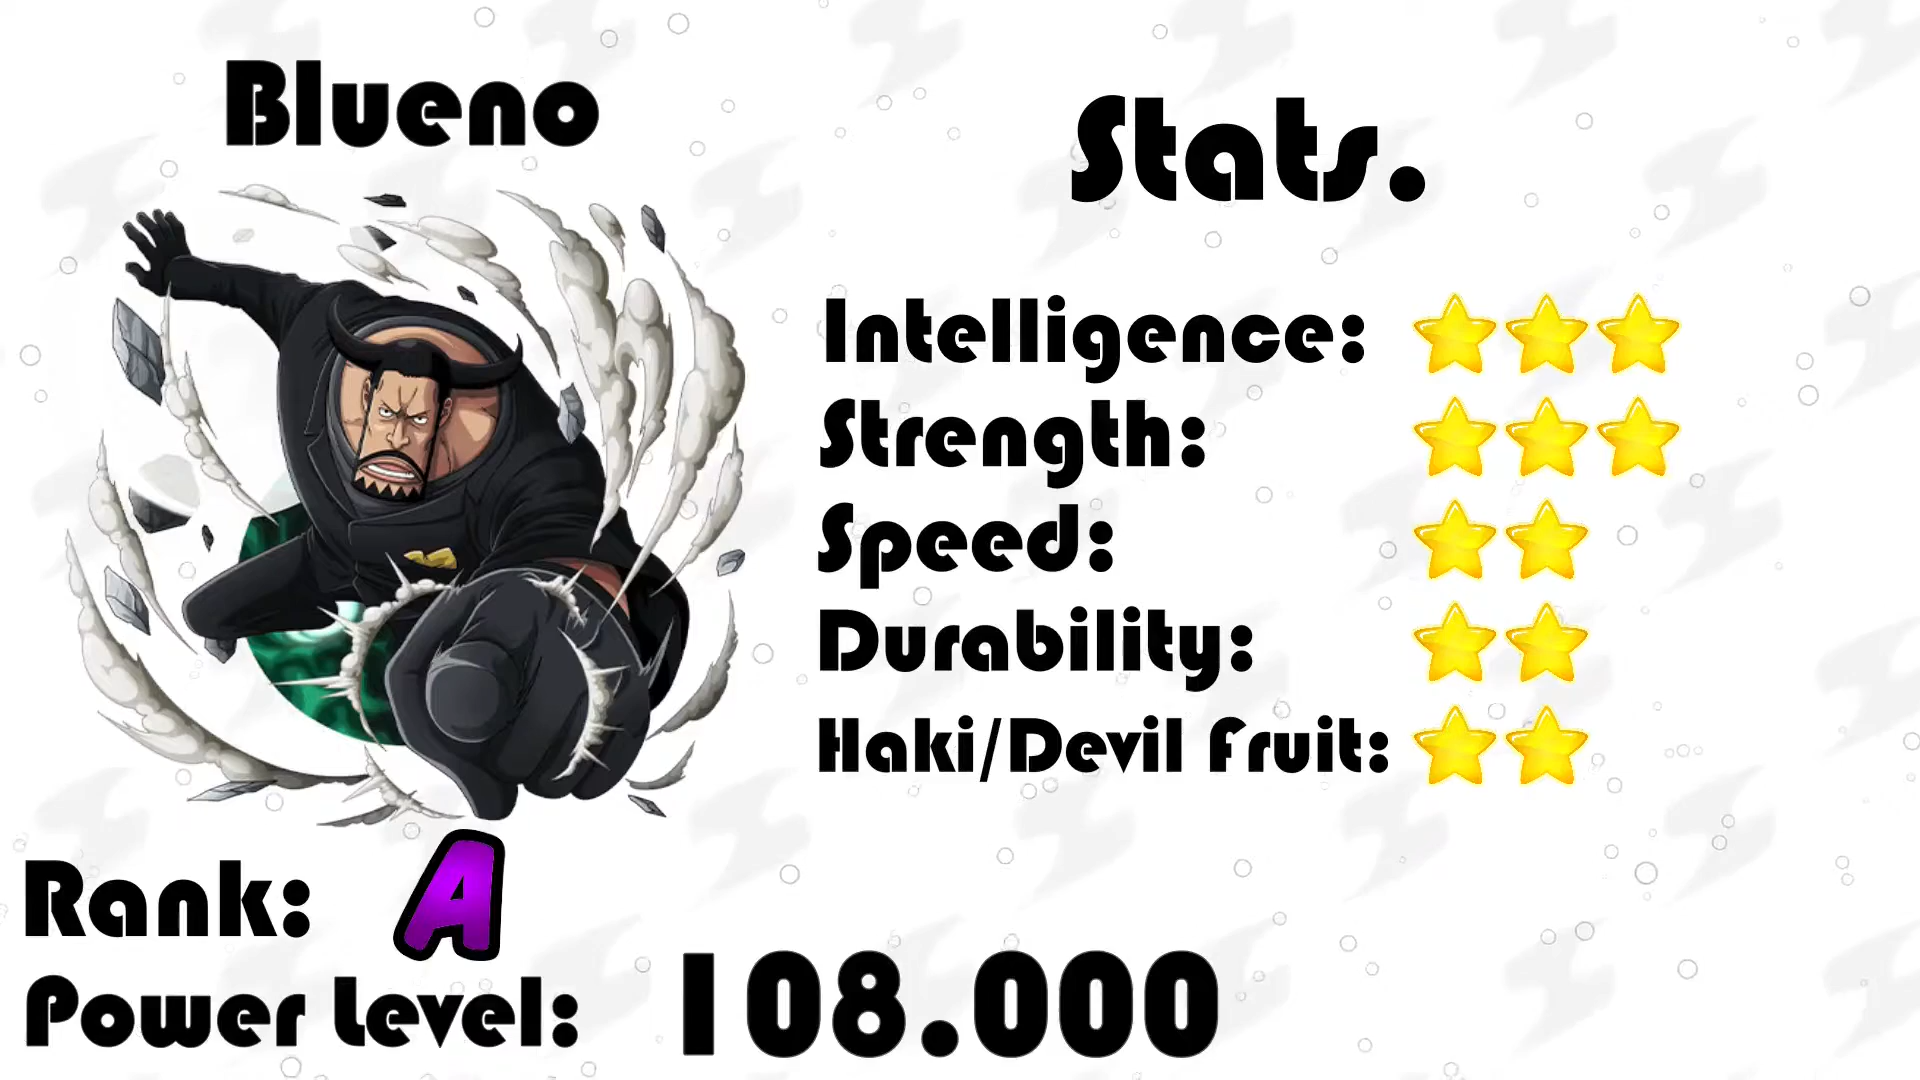 Blueno
Stats.
Intelligence:
Strength:
Speed:
Durability:
Haki/Devil Fruit:
Rank: A
Power Level: 108.000